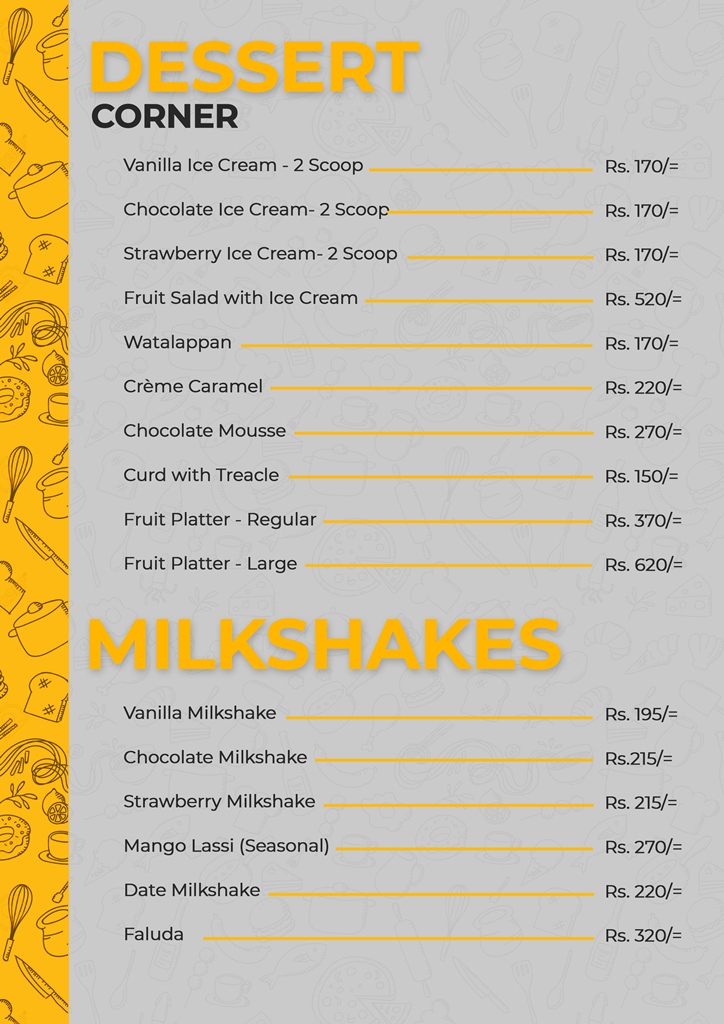 DESSERT
CORNER
Vanilla Ice Cream - 2 Scoop Rs. 170/=
Chocolate Ice Cream- 2 Scoop Rs. 170/=
Strawberry Ice Cream- 2 Scoop Rs. 170/=
Fruit Salad with Ice Cream Rs. 520/=
Watalappan Rs. 170/=
Crème Caramel Rs. 220/=
Chocolate Mousse Rs. 270/=
Curd with Treacle Rs. 150/=
Fruit Platter - Regular Rs. 370/=
Fruit Platter - Large Rs. 620/=
MILKSHAKES
Vanilla Milkshake Rs. 195/=
Chocolate Milkshake Rs.215/=
Strawberry Milkshake Rs. 215/=
Mango Lassi (Seasonal) Rs. 270/=
Date Milkshake Rs. 220/=
Faluda Rs. 320/=